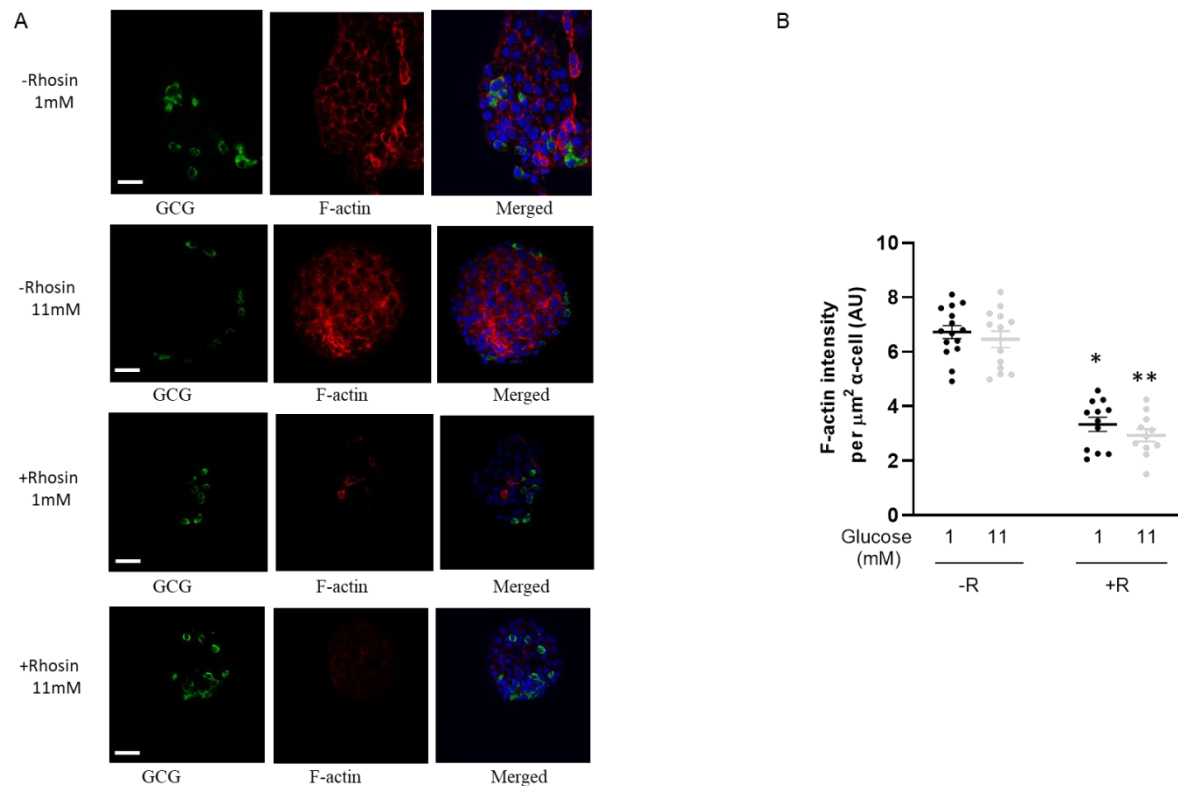 A
-Rhosin
1mM
GCG F-actin Merged
-Rhosin
11mM
GCG F-actin Merged
+Rhosin
1mM
GCG F-actin Merged
+Rhosin
11mM
GCG F-actin Merged
B
F-actin intensity
per μm² α-cell (AU)
10
8
6
4
2
0
*
**
Glucose 1 11 1 11
(mM)
-R +R